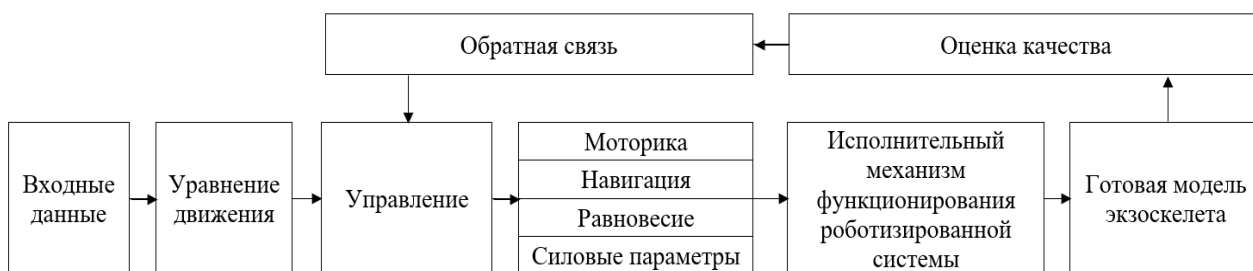 Обратная связь
Оценка качества
Входные
данные
Уравнение
движения
Управление
Моторика
Навигация
Равновесие
Силовые параметры
Исполнительный
механизм
функционирования
роботизированной
системы
Готовая модель
экзоскелета